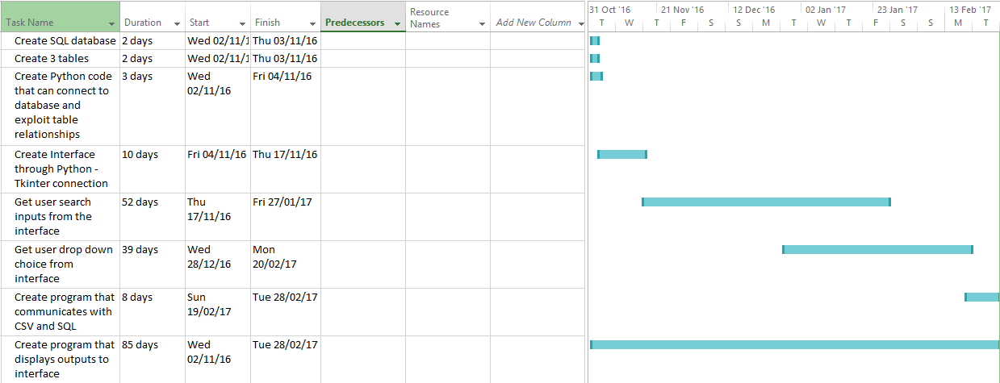 Task Name Duration Start Finish Predecessors Resource Names Add New Column
31 Oct '16 21 Nov '16 12 Dec '16 02 Jan '17 23 Jan '17 13 Feb '17
T W T F S S M T W T F S S M T
Create SQL database 2 days Wed 02/11/1 Thu 03/11/16
Create 3 tables 2 days Wed 02/11/1 Thu 03/11/16
Create Python code 3 days Wed Fri 04/11/16
that can connect to 02/11/16
database and
exploit table
relationships
Create Interface 10 days Fri 04/11/16 Thu 17/11/16
through Python -
Tkinter connection
Get user search 52 days Thu Fri 27/01/17
inputs from the 17/11/16
interface
Get user drop down 39 days Wed Mon
choice from 28/12/16 20/02/17
interface
Create program that 8 days Sun Tue 28/02/17
communicates with 19/02/17
CSV and SQL
Create program that 85 days Wed Tue 28/02/17
displays outputs to 02/11/16
interface